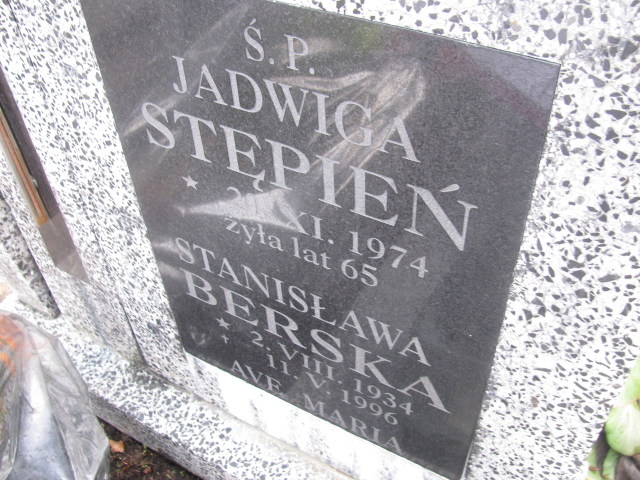 Ś. P.
JADWIGA
STĘPIEŃ
XI. 1974
żyła lat 65
STANISŁAWA
BERSKA
* 2. VIII. 1934
+ 11. V. 1996
AVE MARIA